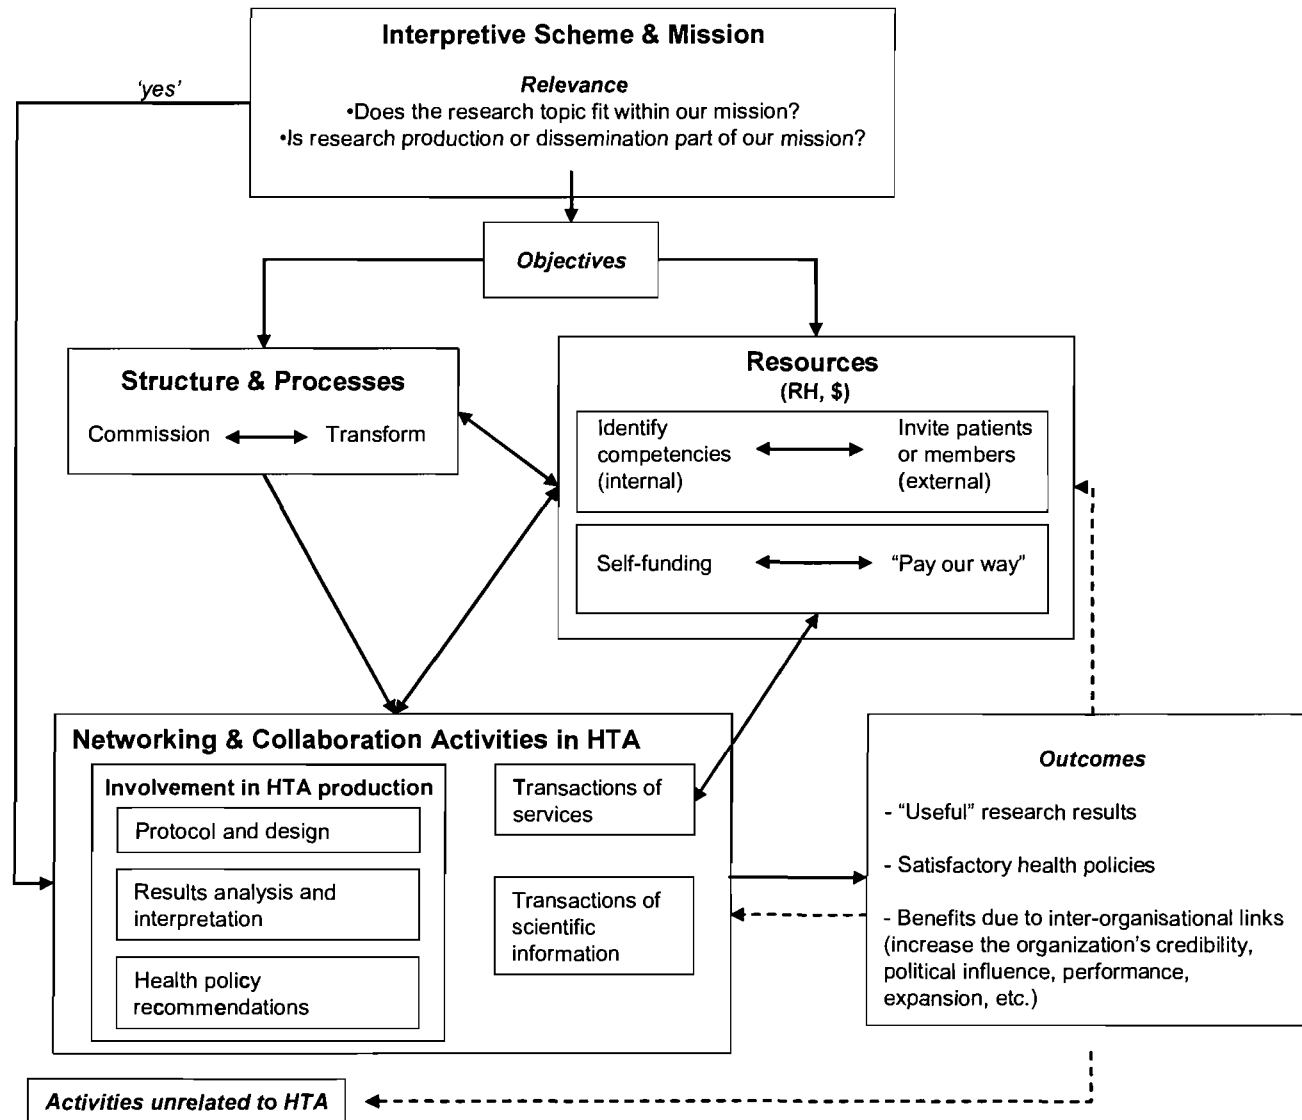 Interpretive Scheme & Mission
'yes'
Relevance
•Does the research topic fit within our mission?
•Is research production or dissemination part of our mission?
Objectives
Structure & Processes
Commission
Transform
Resources
(RH, $)
Identify
competencies
(internal)
Invite patients
or members
(external)
Self-funding
"Pay our way"
Networking & Collaboration Activities in HTA
Involvement in HTA production
Protocol and design
Results analysis and
interpretation
Health policy
recommendations
Transactions of
services
Transactions of
scientific
information
Outcomes
- "Useful" research results
- Satisfactory health policies
- Benefits due to inter-organisational links
(increase the organization's credibility,
political influence, performance,
expansion, etc.)
Activities unrelated to HTA